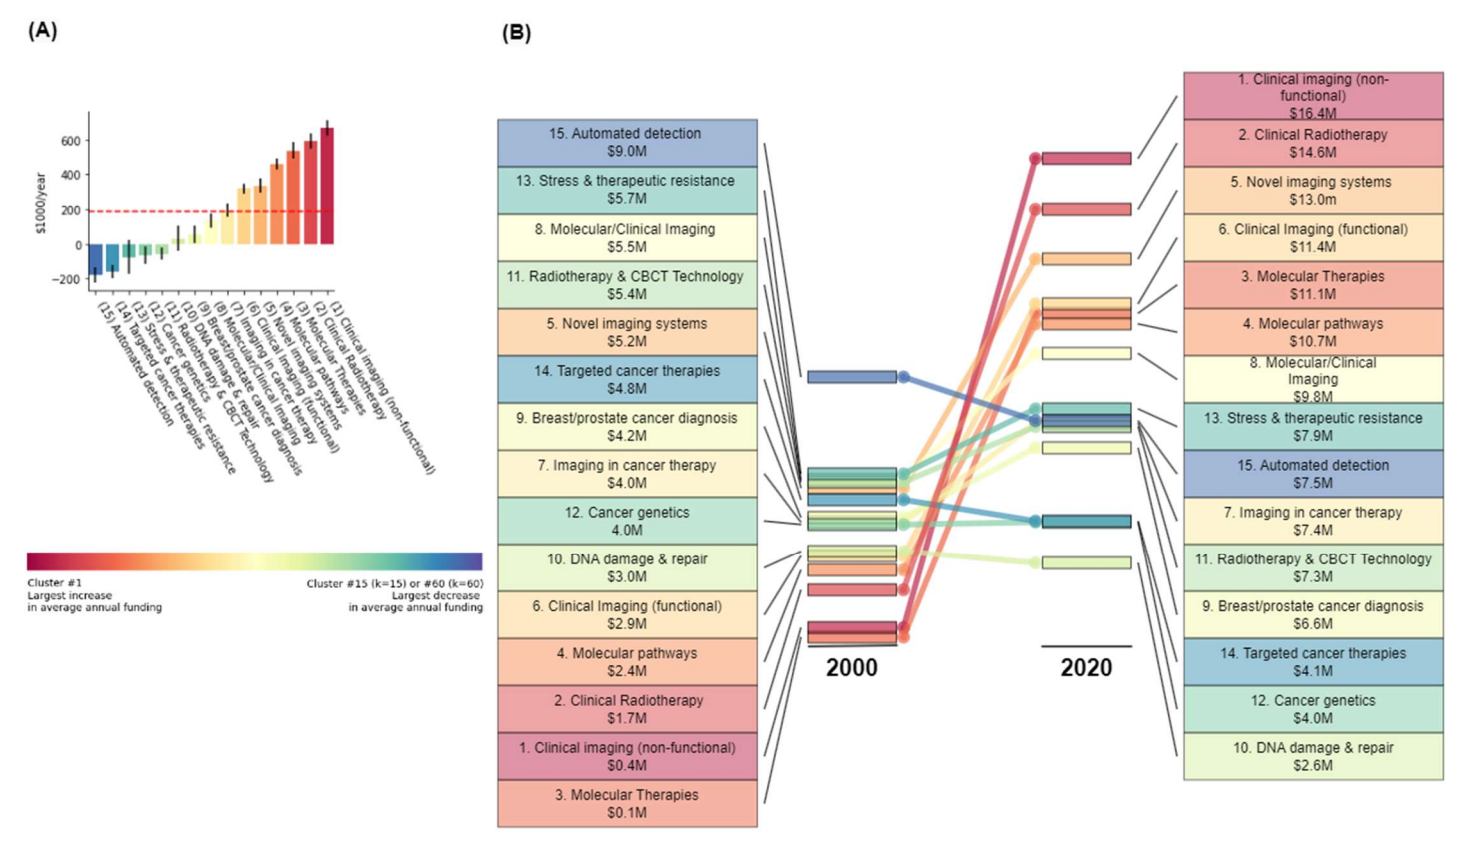 (A)
(B)
$1000/year
600
400
200
0
−200
(15) Automated detection
(14) Targeted cancer therapies
(13) Stress & therapeutic resistance
(12) Cancer genetics
(11) Radiotherapy & CBCT Technology
(10) DNA damage & repair
(9) Breast/prostate cancer diagnosis
(8) Molecular/Clinical Imaging
(7) Imaging in cancer therapy
(6) Clinical Imaging (functional)
(5) Novel imaging systems
(4) Molecular pathways
(3) Molecular Therapies
(2) Clinical Radiotherapy
(1) Clinical imaging (non-functional)
Cluster #1
Largest increase
in average annual funding
Cluster #15 (k=15) or #60 (k=60)
Largest decrease
in average annual funding
15. Automated detection
$9.0M
13. Stress & therapeutic resistance
$5.7M
8. Molecular/Clinical Imaging
$5.5M
11. Radiotherapy & CBCT Technology
$5.4M
5. Novel imaging systems
$5.2M
14. Targeted cancer therapies
$4.8M
9. Breast/prostate cancer diagnosis
$4.2M
7. Imaging in cancer therapy
$4.0M
12. Cancer genetics
4.0M
10. DNA damage & repair
$3.0M
6. Clinical Imaging (functional)
$2.9M
4. Molecular pathways
$2.4M
2. Clinical Radiotherapy
$1.7M
1. Clinical imaging (non-functional)
$0.4M
3. Molecular Therapies
$0.1M
2000
2020
1. Clinical imaging (non-
functional)
$16.4M
2. Clinical Radiotherapy
$14.6M
5. Novel imaging systems
$13.0m
6. Clinical Imaging (functional)
$11.4M
3. Molecular Therapies
$11.1M
4. Molecular pathways
$10.7M
8. Molecular/Clinical
Imaging
$9.8M
13. Stress & therapeutic resistance
$7.9M
15. Automated detection
$7.5M
7. Imaging in cancer therapy
$7.4M
11. Radiotherapy & CBCT Technology
$7.3M
9. Breast/prostate cancer diagnosis
$6.6M
14. Targeted cancer therapies
$4.1M
12. Cancer genetics
$4.0M
10. DNA damage & repair
$2.6M